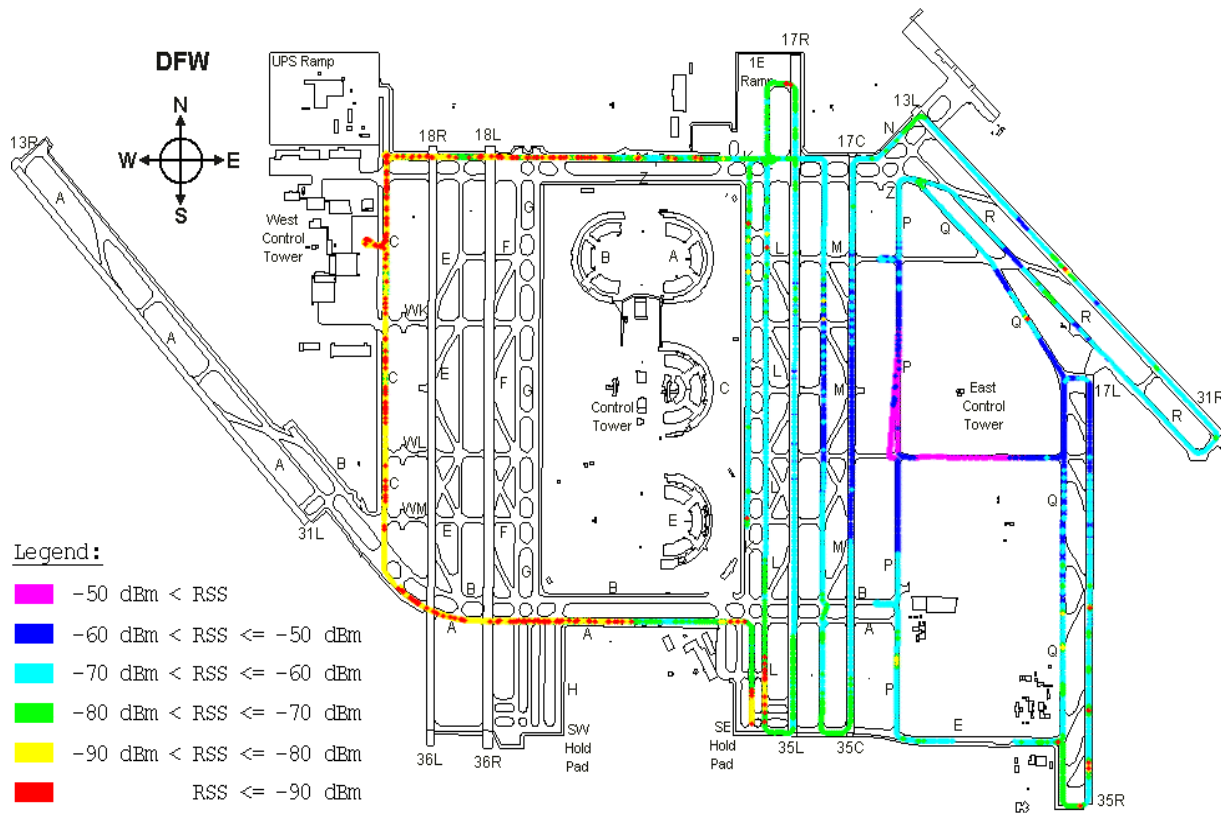 DFW
N
W
E
S
UPS Ramp
17R
1E
Ramp
13R
18R
18L
17C
13L
N
K
Z
Z
A
West
Control
Tower
C
E
F
G
B
A
L
M
P
Q
R
WK
A
E
F
G
C
Control
Tower
L
M
P
Q
R
East
Control
Tower
17L
31R
R
C
WL
A
B
C
WM
31L
E
F
G
E
L
K
M
Q
P
B
B
B
A
A
A
L
P
Q
H
E
SW
Hold
Pad
SE
Hold
Pad
36L
36R
35L
35C
35R
Legend:
-50 dBm < RSS
-60 dBm < RSS <= -50 dBm
-70 dBm < RSS <= -60 dBm
-80 dBm < RSS <= -70 dBm
-90 dBm < RSS <= -80 dBm
RSS <= -90 dBm